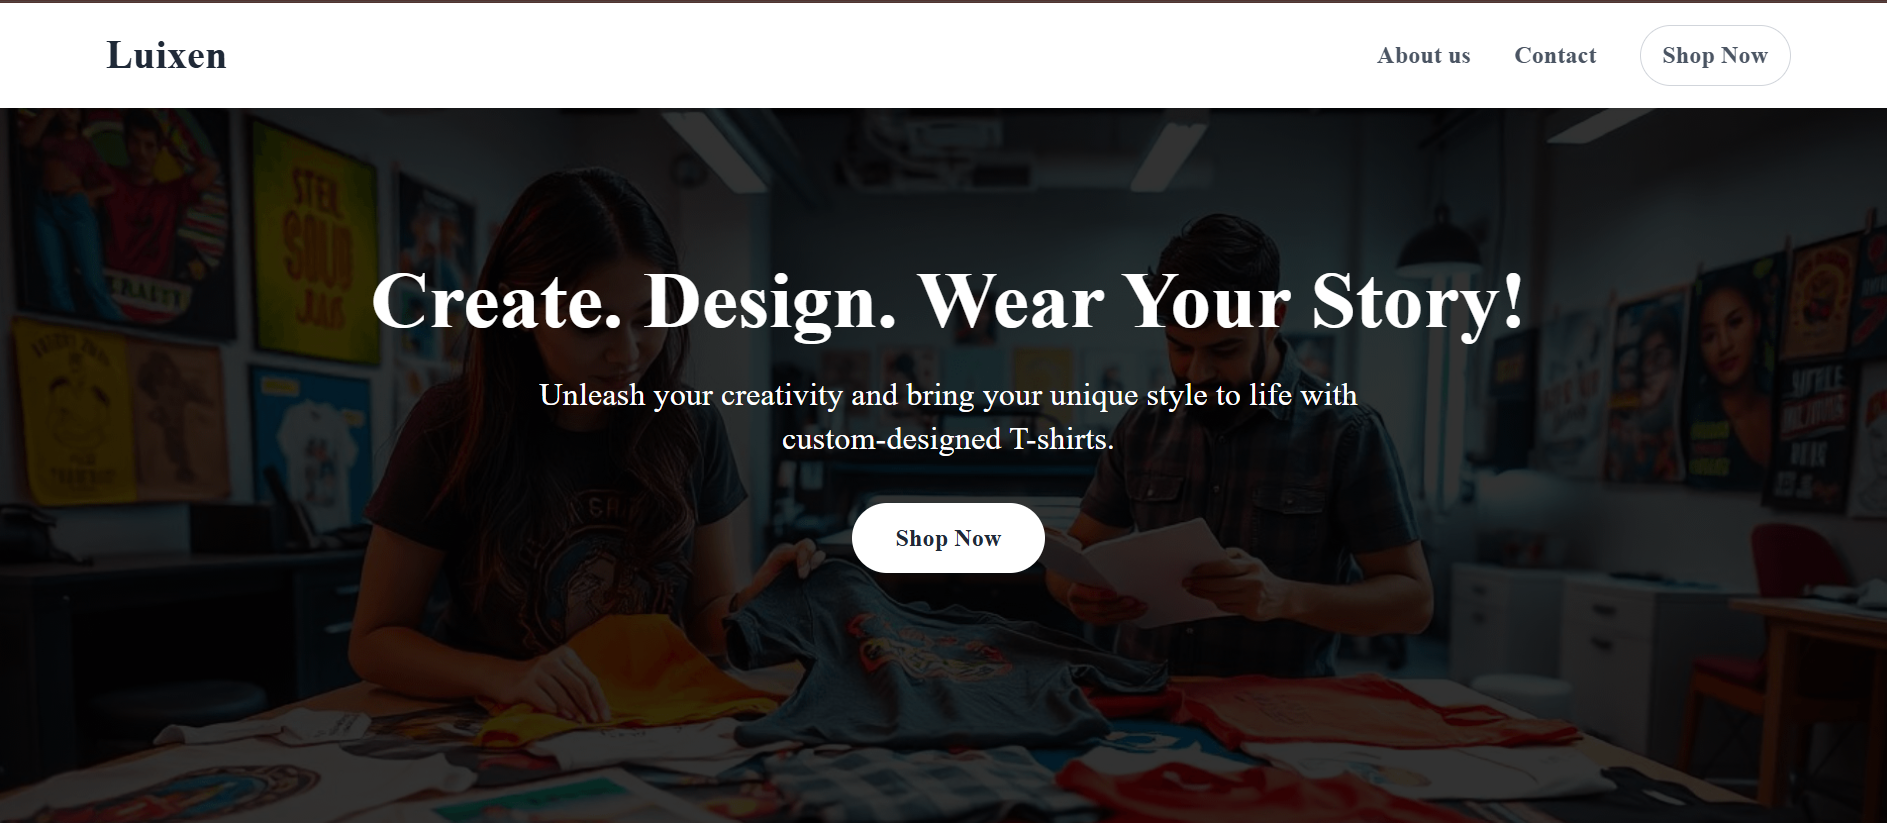 Luixen
About us
Contact
Shop Now
Create. Design. Wear Your Story!
Unleash your creativity and bring your unique style to life with
custom-designed T-shirts.
Shop Now